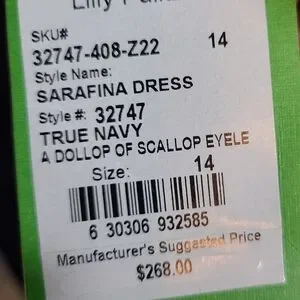 Lilly
SKU#
32747-408-Z22 14
Style Name:
SARAFINA DRESS
Style #: 32747
TRUE NAVY
A DOLLOP OF SCALLOP EYELE
Size: 14
6 30306 932585
Manufacturer's Suggested Price
$268.00